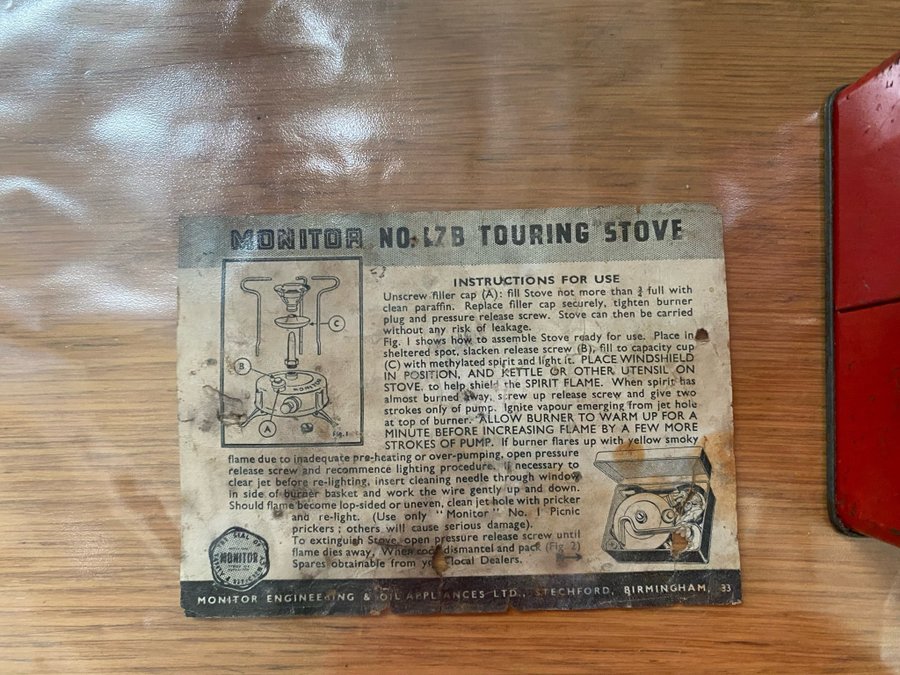 MONITOR NO. 17B TOURING STOVE
INSTRUCTIONS FOR USE
Unscrew filler cap (A): fill Stove not more than ¾ full with
clean paraffin. Replace filler cap securely, tighten burner
plug and pressure release screw. Stove can then be carried
without any risk of leakage.
Fig. 1 shows how to assemble Stove ready for use. Place in
sheltered spot, slacken release screw (B), fill to capacity cup
(C) with methylated spirit and light it. PLACE WINDSHIELD
IN POSITION, AND KETTLE OR OTHER UTENSIL ON
STOVE, to help shield the SPIRIT FLAME. When spirit has
almost burned away, screw up release screw and give two
strokes only of pump. Ignite vapour emerging from jet hole
at top of burner. ALLOW BURNER TO WARM UP FOR A
MINUTE BEFORE INCREASING FLAME BY A FEW MORE
STROKES OF PUMP. If burner flares up with yellow smoky
flame due to inadequate pre-heating or over-pumping, open pressure
release screw and recommence lighting procedure. If necessary to
clear jet before re-lighting, insert cleaning needle through window
in side of burner basket and work the wire gently up and down.
Should flame become lop-sided or uneven, clean jet hole with pricker
and re-light. (Use only "Monitor" No. 1 Picnic
prickers; others will cause serious damage).
To extinguish Stove, open pressure release screw until
flame dies away. When cool dismantel and pack (Fig. 2)
Spares obtainable from your local Dealers.
C
B
MONITOR
A
FIG. 1
MONITOR
MONITOR ENGINEERING & OIL APPLIANCES LTD., STECHFORD, BIRMINGHAM, 33